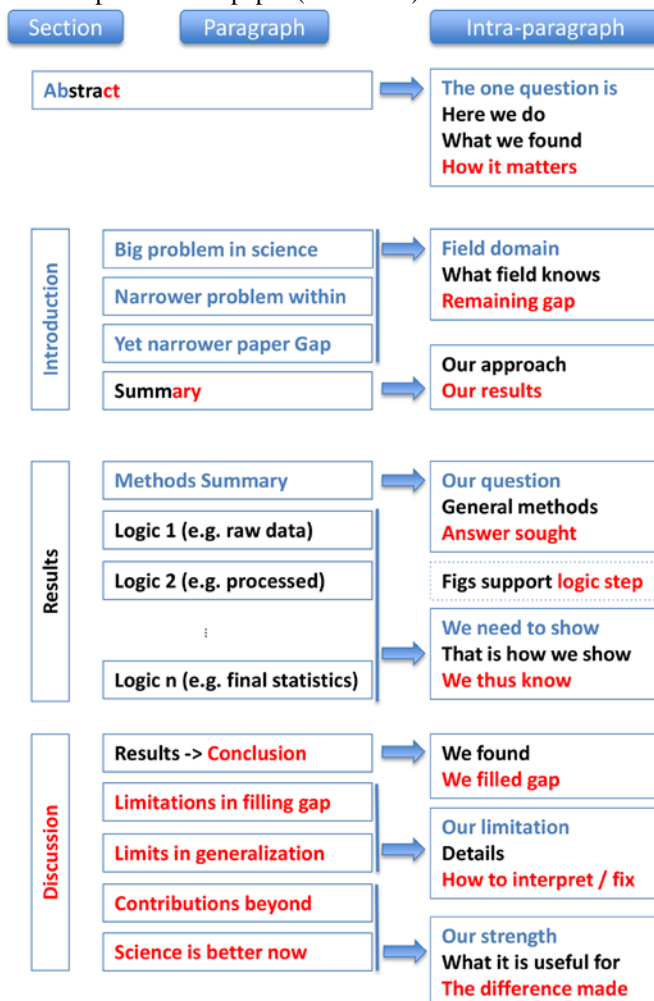 Section Paragraph Intra-paragraph
Abstract
The one question is
Here we do
What we found
How it matters
Introduction
Big problem in science
Narrower problem within
Yet narrower paper Gap
Summary
Field domain
What field knows
Remaining gap
Our approach
Our results
Results
Methods Summary
Logic 1 (e.g. raw data)
Logic 2 (e.g. processed)
⋮
Logic n (e.g. final statistics)
Our question
General methods
Answer sought
Figs support logic step
We need to show
That is how we show
We thus know
Discussion
Results -> Conclusion
Limitations in filling gap
Limits in generalization
Contributions beyond
Science is better now
We found
We filled gap
Our limitation
Details
How to interpret / fix
Our strength
What it is useful for
The difference made